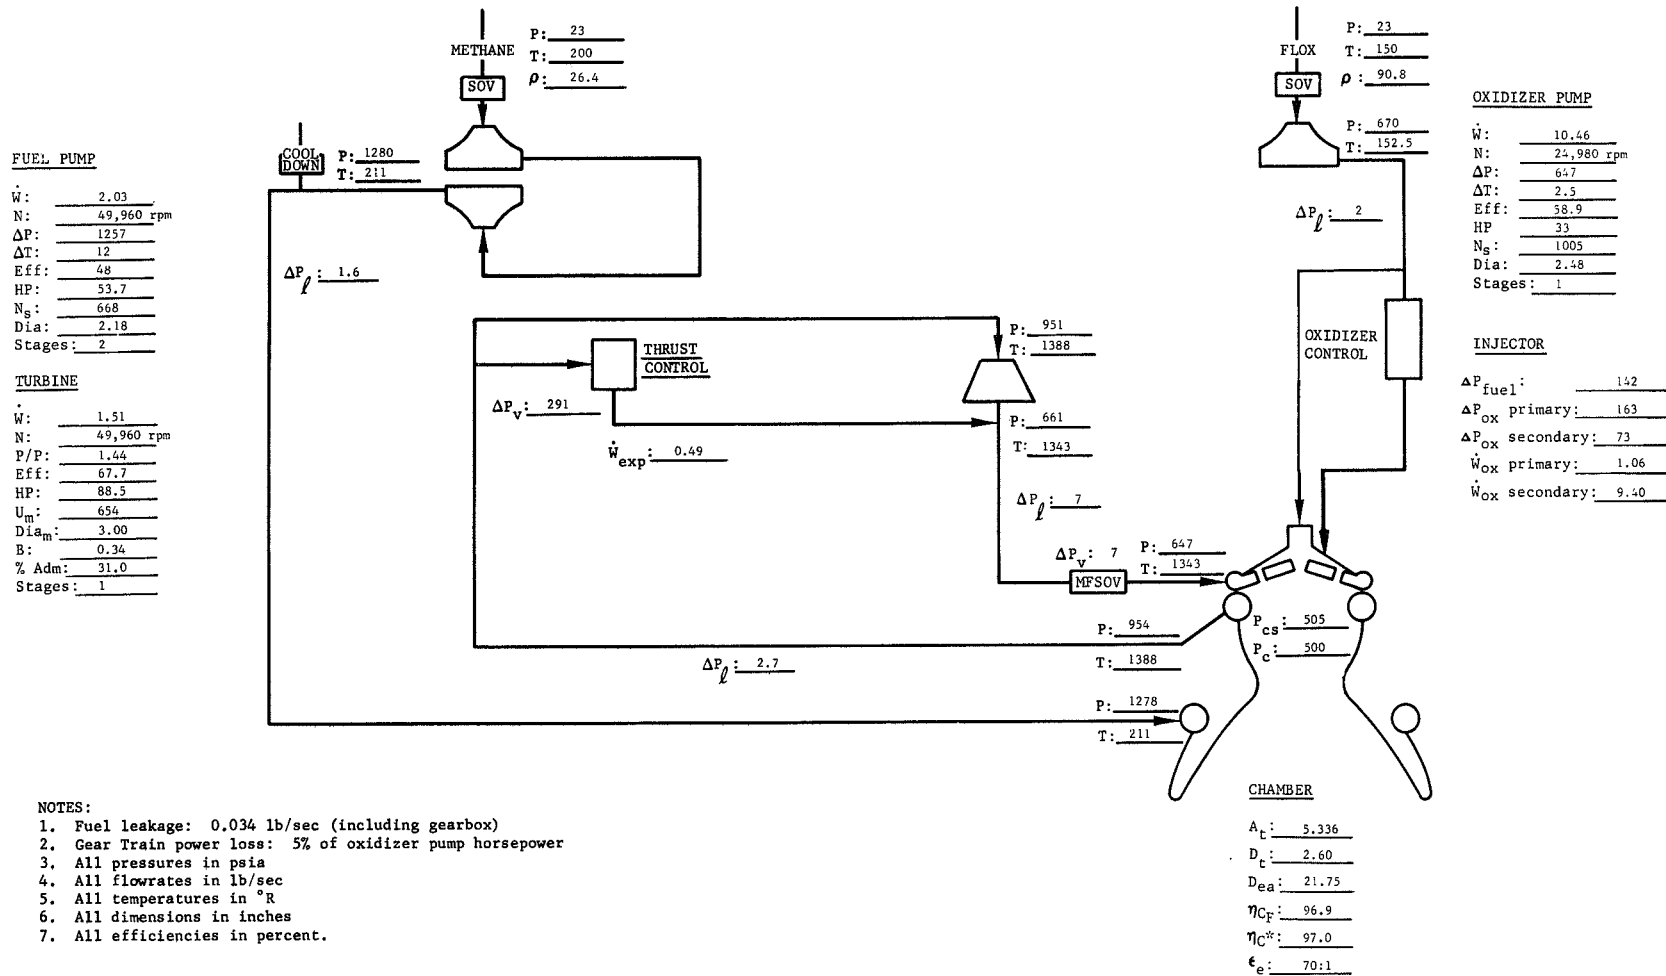 METHANE
SOV
P: 23
T: 200
ρ: 26.4
FLOX
SOV
P: 23
T: 150
ρ: 90.8
P: 670
T: 152.5
OXIDIZER PUMP
Ẇ: 10.46
N: 24,980 rpm
ΔP: 647
ΔT: 2.5
Eff: 58.9
HP 33
Ns: 1005
Dia: 2.48
Stages: 1
COOL
DOWN
P: 1280
T: 211
FUEL PUMP
Ẇ: 2.03
N: 49,960 rpm
ΔP: 1257
ΔT: 12
Eff: 48
HP: 53.7
Ns: 668
Dia: 2.18
Stages: 2
ΔPℓ: 1.6
ΔPℓ: 2
OXIDIZER
CONTROL
TURBINE
Ẇ: 1.51
N: 49,960 rpm
P/P: 1.44
Eff: 67.7
HP: 88.5
Um: 654
Diam: 3.00
B: 0.34
% Adm: 31.0
Stages: 1
THRUST
CONTROL
ΔPv: 291
Ẇexp: 0.49
P: 951
T: 1388
P: 661
T: 1343
ΔPℓ: 7
INJECTOR
ΔPfuel: 142
ΔPox primary: 163
ΔPox secondary: 73
Ẇox primary: 1.06
Ẇox secondary: 9.40
ΔPv: 7
MFSOV
P: 647
T: 1343
Pcs: 505
Pc: 500
P: 954
T: 1388
ΔPℓ: 2.7
P: 1278
T: 211
CHAMBER
At: 5.336
Dt: 2.60
Dea: 21.75
ηCF: 96.9
ηC*: 97.0
ϵe: 70:1
NOTES:
1. Fuel leakage: 0.034 lb/sec (including gearbox)
2. Gear Train power loss: 5% of oxidizer pump horsepower
3. All pressures in psia
4. All flowrates in lb/sec
5. All temperatures in °R
6. All dimensions in inches
7. All efficiencies in percent.